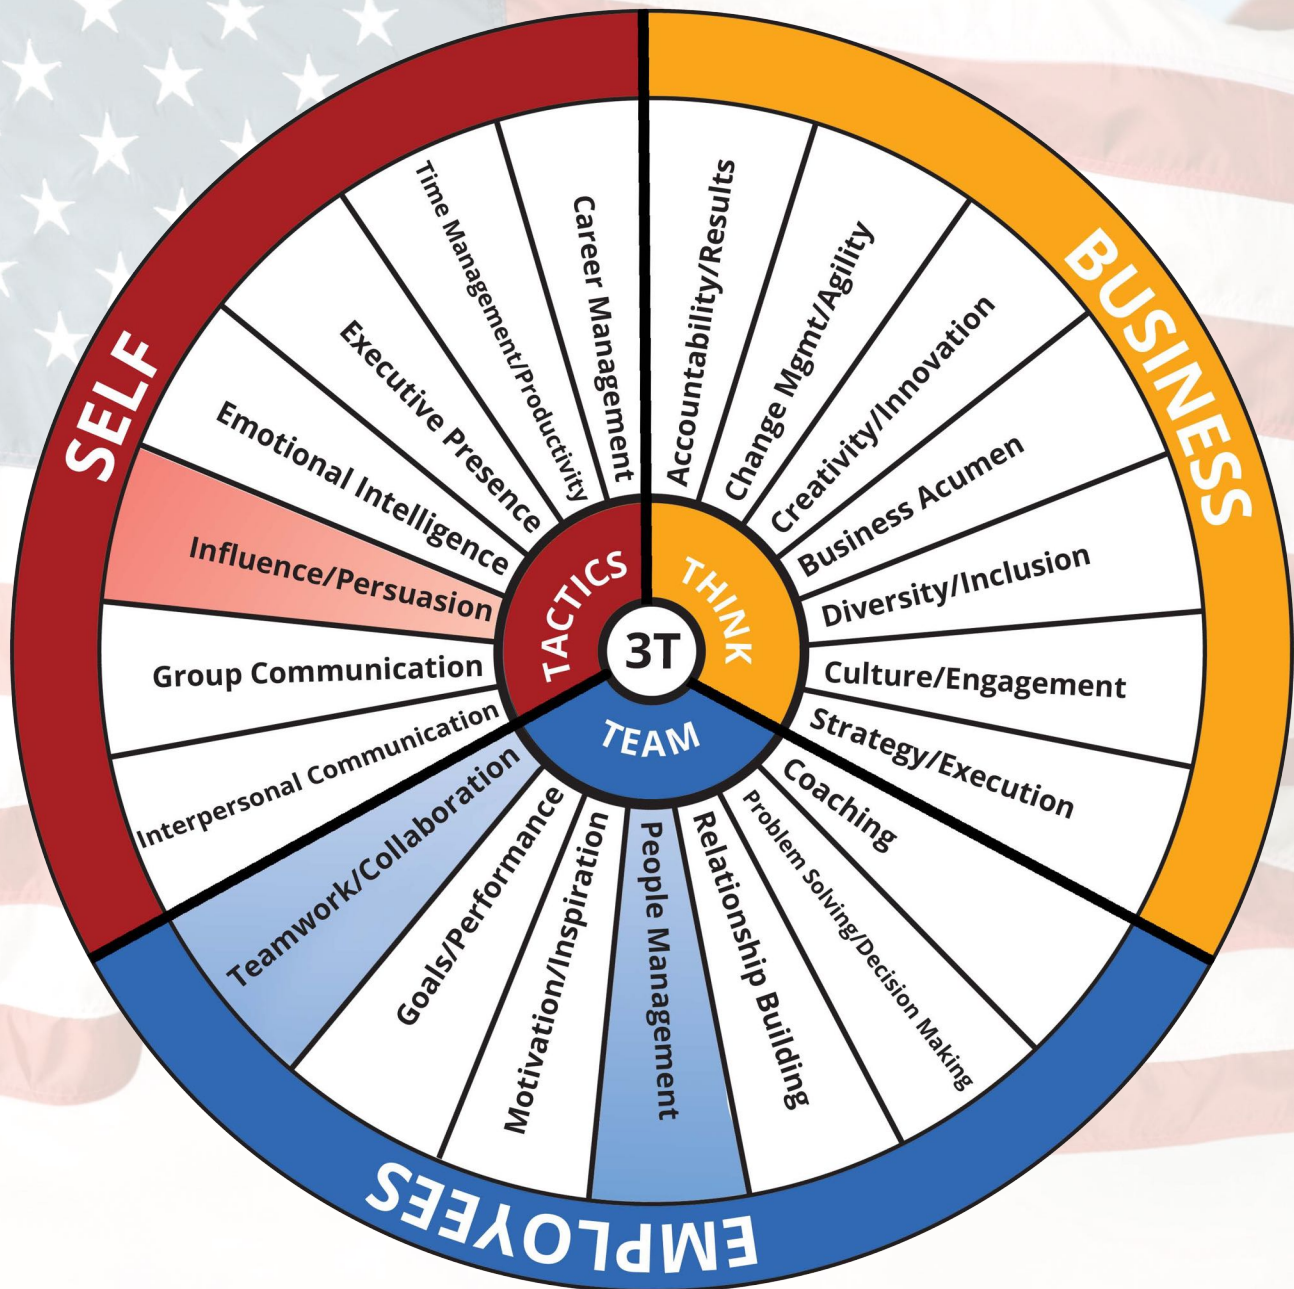 3T
THINK
TEAM
TACTICS
BUSINESS
Accountability/Results
Change Mgmt/Agility
Creativity/Innovation
Business Acumen
Diversity/Inclusion
Culture/Engagement
Strategy/Execution
EMPLOYEES
Coaching
Problem Solving/Decision Making
Relationship Building
People Management
Motivation/Inspiration
Goals/Performance
Teamwork/Collaboration
SELF
Interpersonal Communication
Group Communication
Influence/Persuasion
Emotional Intelligence
Executive Presence
Time Management/Productivity
Career Management